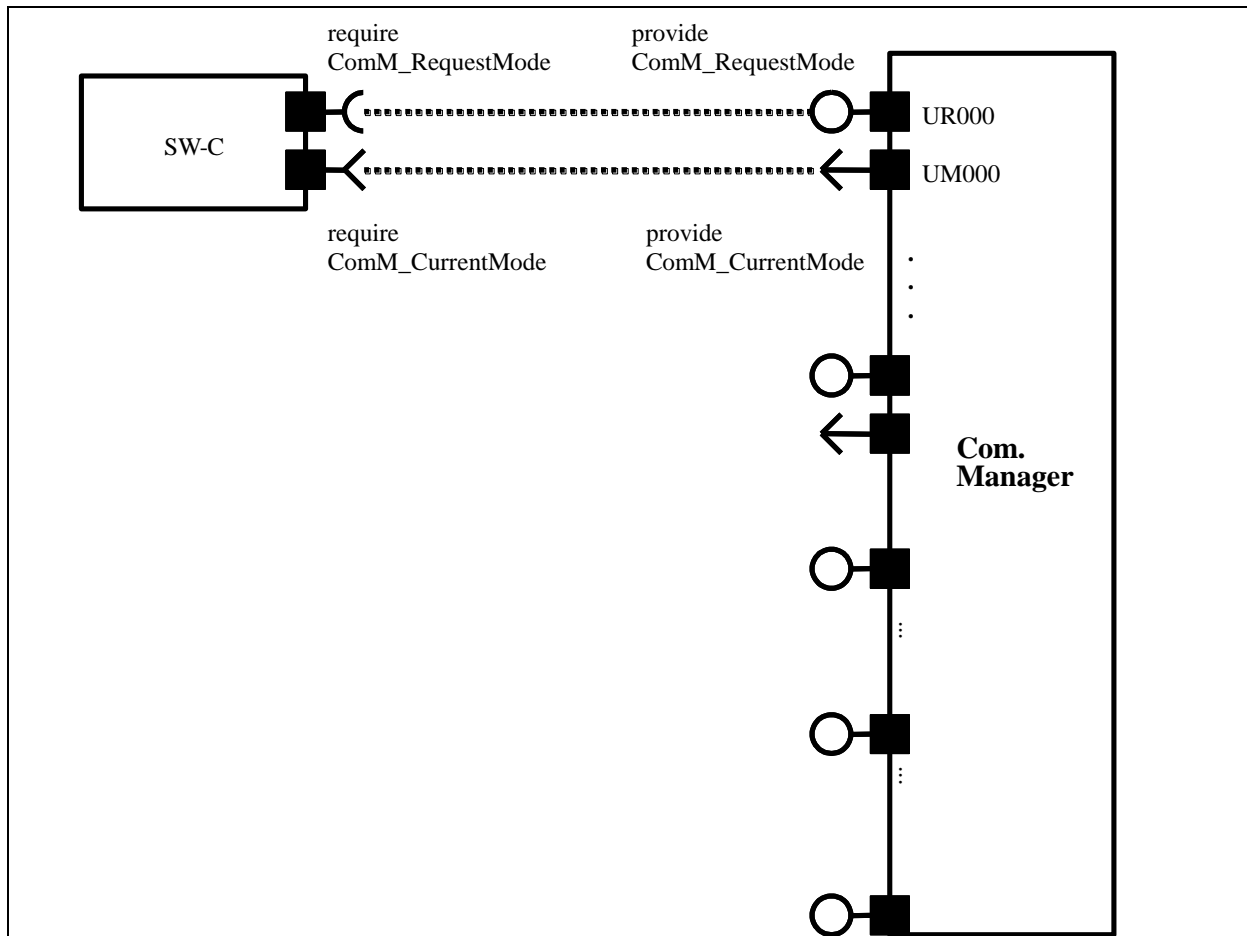 require
ComM_RequestMode
provide
ComM_RequestMode
SW-C
UR000
UM000
require
ComM_CurrentMode
provide
ComM_CurrentMode
.
.
.
Com.
Manager
...
...